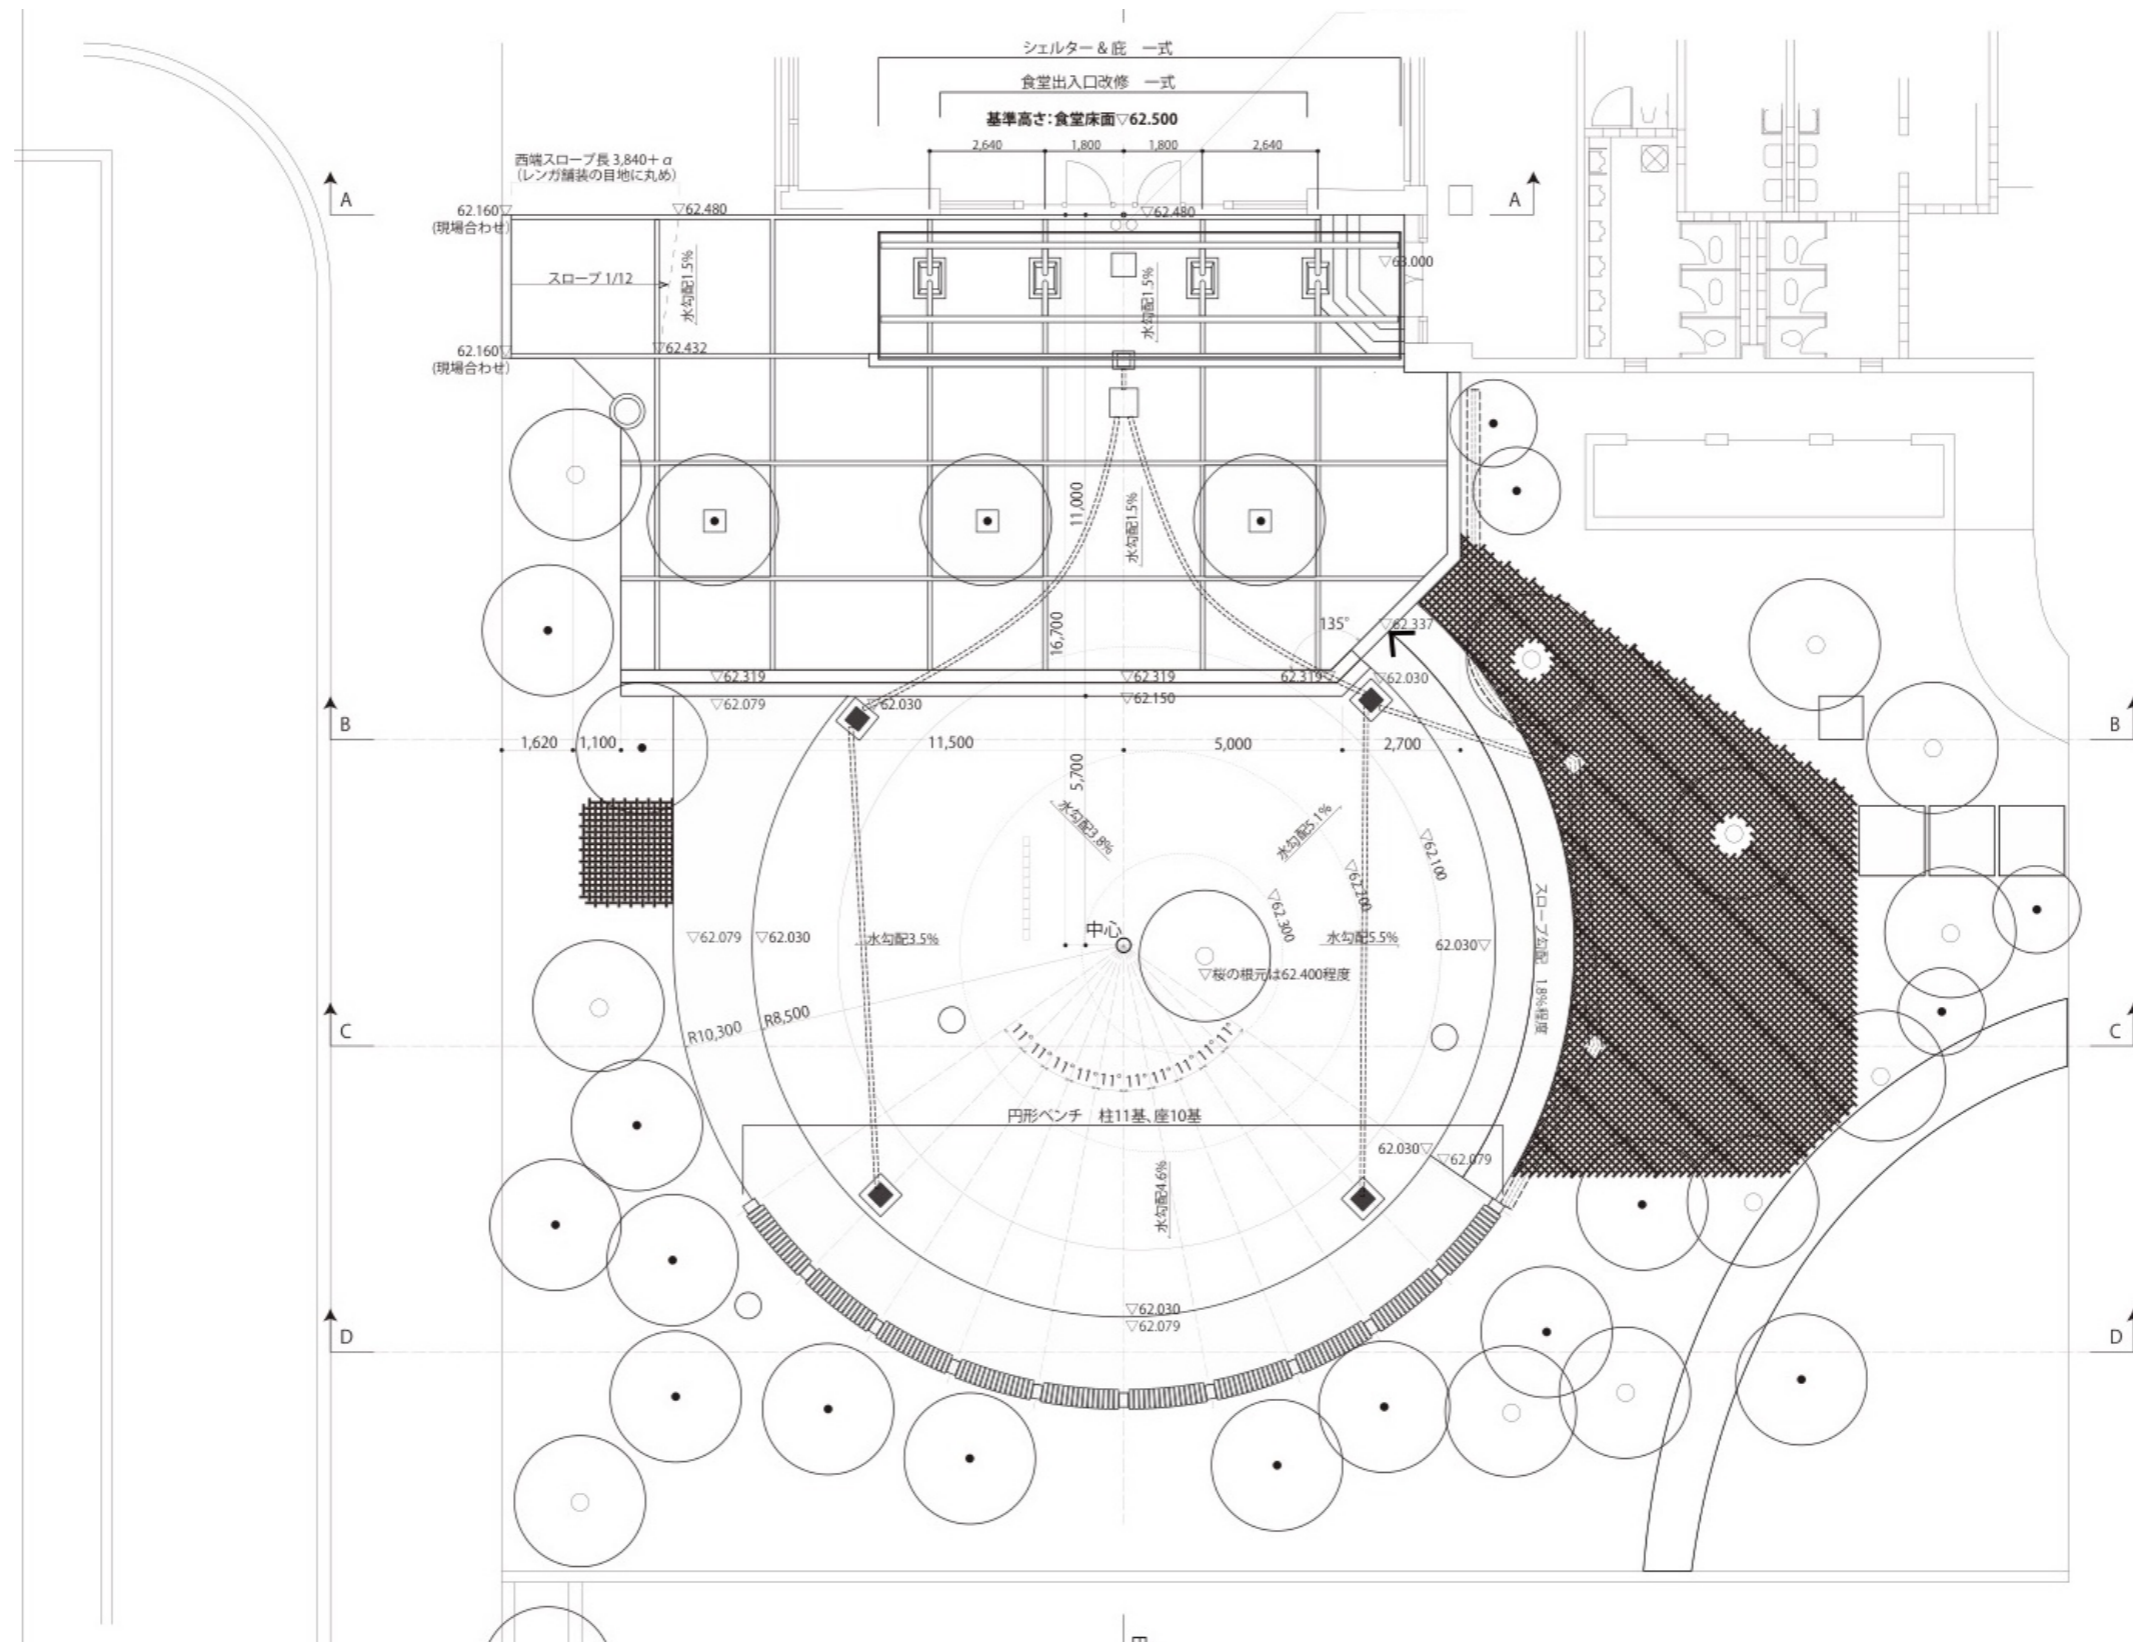 シェルター & 庇　一式
食堂出入口改修　一式
基準高さ：食堂床面▽62.500
2,640
1,800
1,800
2,640
西端スロープ長 3,840＋α
（レンガ舗装の目地に丸め）
A
A
62.160▽
(現場合わせ)
▽62.480
▽62.480
スロープ 1/12
水勾配1.5%
水勾配1.5%
▽63.000
62.160▽
(現場合わせ)
▽62.432
11,000
水勾配1.5%
16,700
135°
▽62.337
▽62.319
▽62.319
62.319▽
▽62.030
▽62.079
▽62.030
▽62.150
B
B
1,620
1,100
11,500
5,000
2,700
5,700
水勾配3.8%
水勾配5.1%
▽62.100
▽62.200
▽62.300
中心
▽62.079
▽62.030
水勾配3.5%
水勾配5.5%
62.030▽
スロープ勾配　1.8%程度
▽桜の根元は62.400程度
R10,300
R8,500
C
C
11° 11° 11° 11° 11° 11° 11° 11° 11° 11°
円形ベンチ　柱11基、座10基
62.030▽
▽62.079
水勾配4.6%
▽62.030
▽62.079
D
D